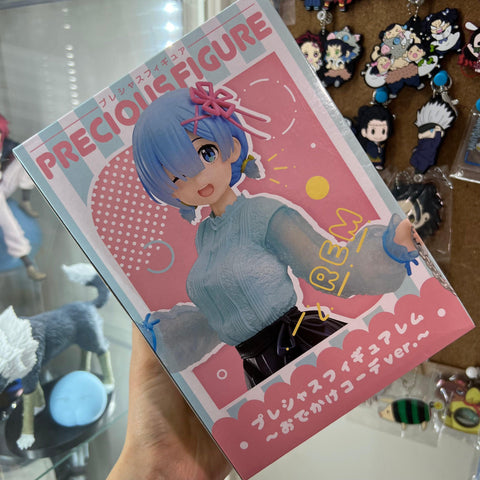 プレシャスフィギュア
PRECIOUS FIGURE
REM
プレシャスフィギュアレム
～おでかけコーデver.～